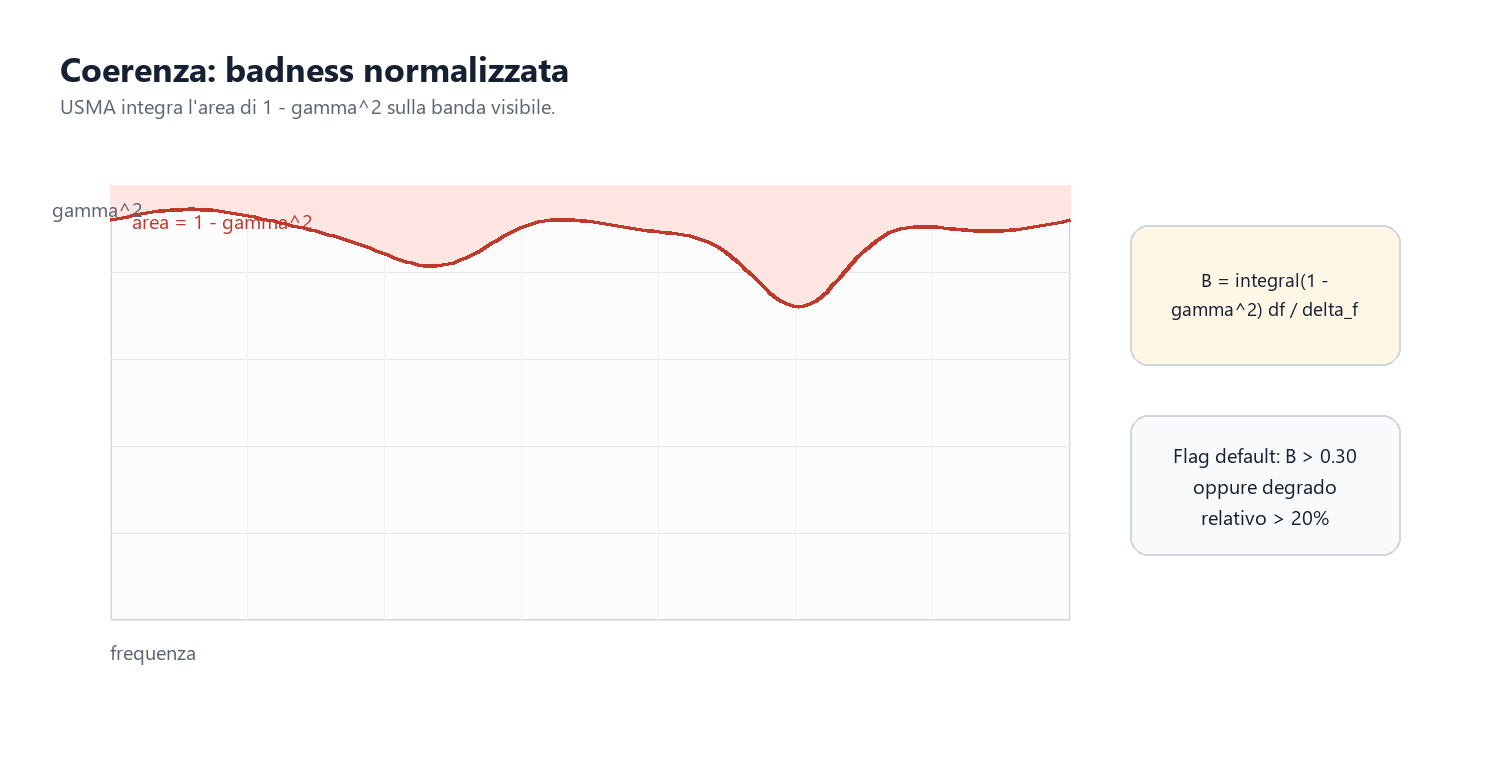 Coerenza: badness normalizzata
USMA integra l'area di 1 - gamma^2 sulla banda visibile.
gamma^2
area = 1 - gamma^2
B = integral(1 -
gamma^2) df / delta_f
Flag default: B > 0.30
oppure degrado
relativo > 20%
frequenza